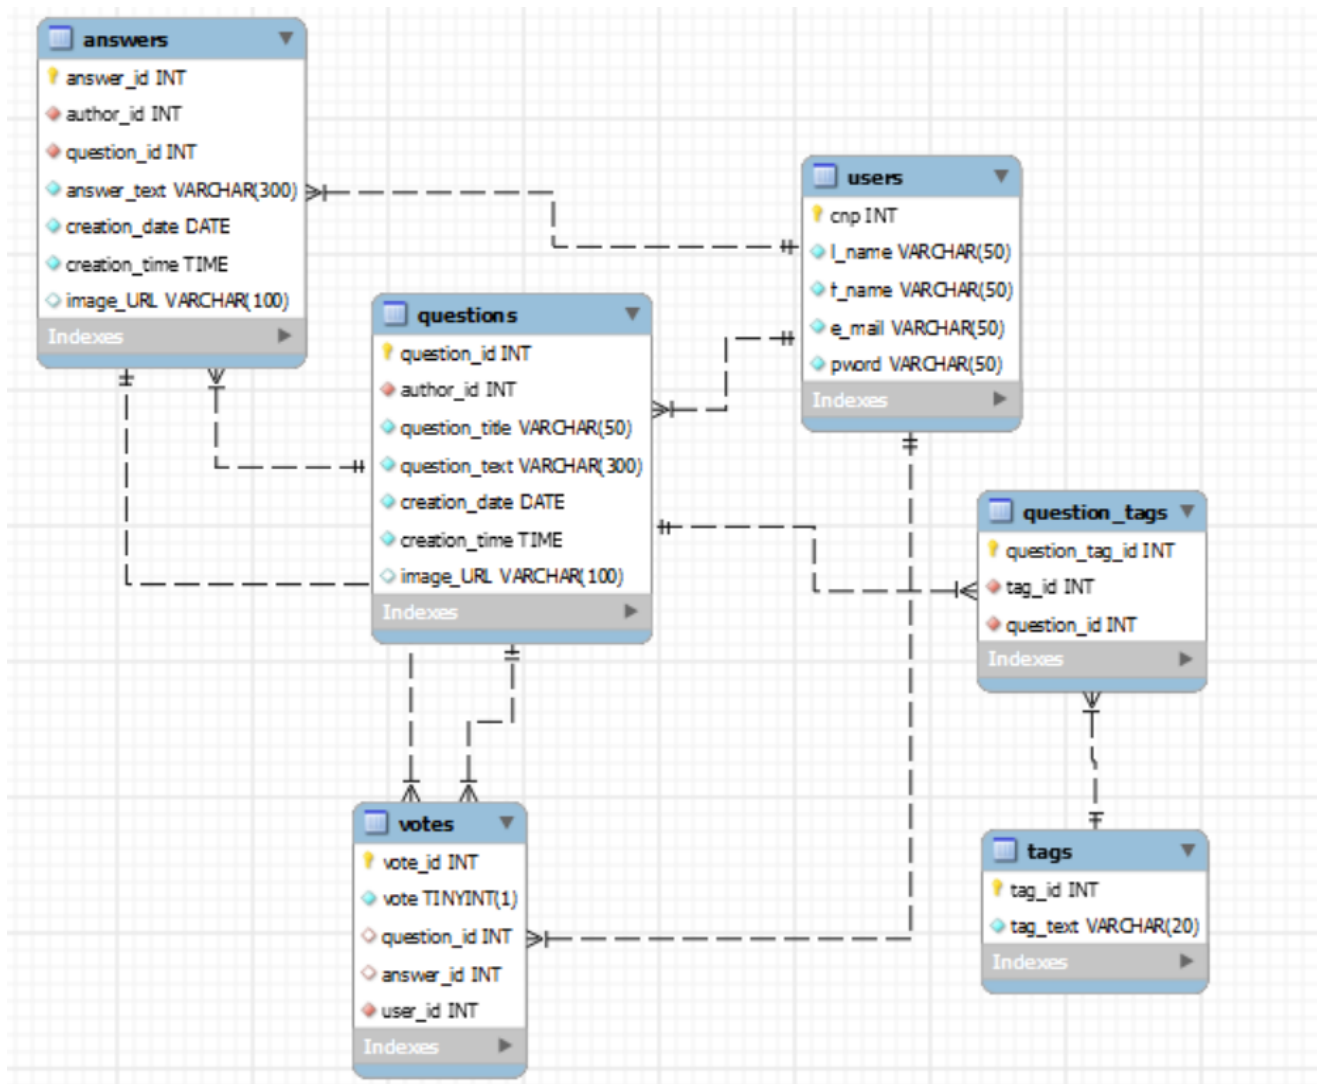 answers
answer_id INT
author_id INT
question_id INT
answer_text VARCHAR(300)
creation_date DATE
creation_time TIME
image_URL VARCHAR(100)
Indexes
users
cnp INT
l_name VARCHAR(50)
f_name VARCHAR(50)
e_mail VARCHAR(50)
pword VARCHAR(50)
Indexes
questions
question_id INT
author_id INT
question_title VARCHAR(50)
question_text VARCHAR(300)
creation_date DATE
creation_time TIME
image_URL VARCHAR(100)
Indexes
question_tags
question_tag_id INT
tag_id INT
question_id INT
Indexes
votes
vote_id INT
vote TINYINT(1)
question_id INT
answer_id INT
user_id INT
Indexes
tags
tag_id INT
tag_text VARCHAR(20)
Indexes